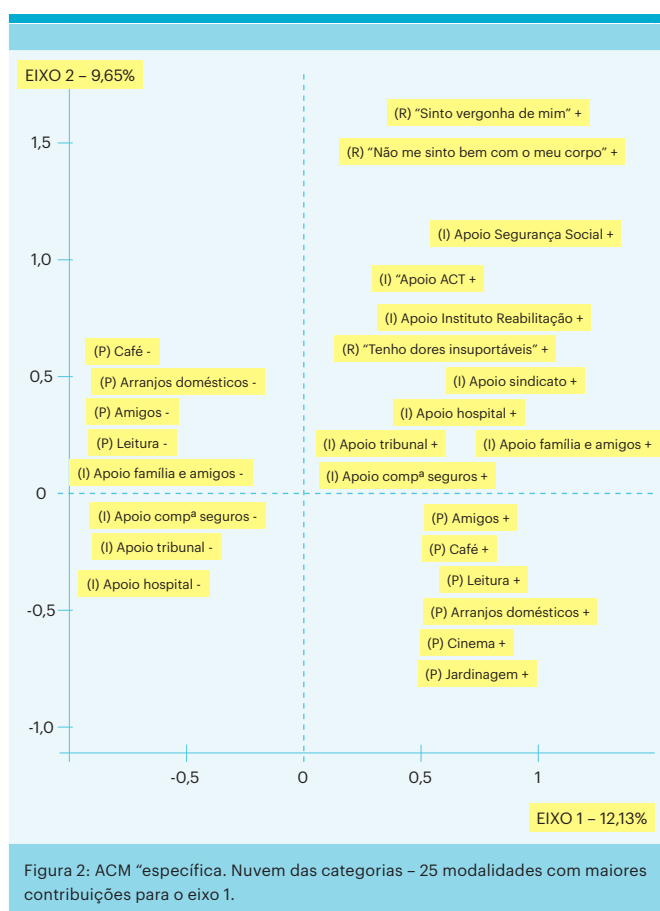 EIXO 2 – 9,65%
(R) “Sinto vergonha de mim” +
1,5
(R) “Não me sinto bem com o meu corpo” +
(I) Apoio Segurança Social +
1,0
(I) “Apoio ACT +
(I) Apoio Instituto Reabilitação +
(P) Café -
(R) “Tenho dores insuportáveis” +
0,5
(P) Arranjos domésticos -
(I) Apoio sindicato +
(P) Amigos -
(I) Apoio hospital +
(P) Leitura -
(I) Apoio tribunal +
(I) Apoio família e amigos +
(I) Apoio família e amigos -
(I) Apoio compª seguros +
0
(I) Apoio compª seguros -
(P) Amigos +
(I) Apoio tribunal -
(P) Café +
(I) Apoio hospital -
(P) Leitura +
-0,5
(P) Arranjos domésticos +
(P) Cinema +
(P) Jardinagem +
-1,0
-0,5
0
0,5
1
EIXO 1 – 12,13%
Figura 2: ACM “específica. Nuvem das categorias – 25 modalidades com maiores
contribuições para o eixo 1.